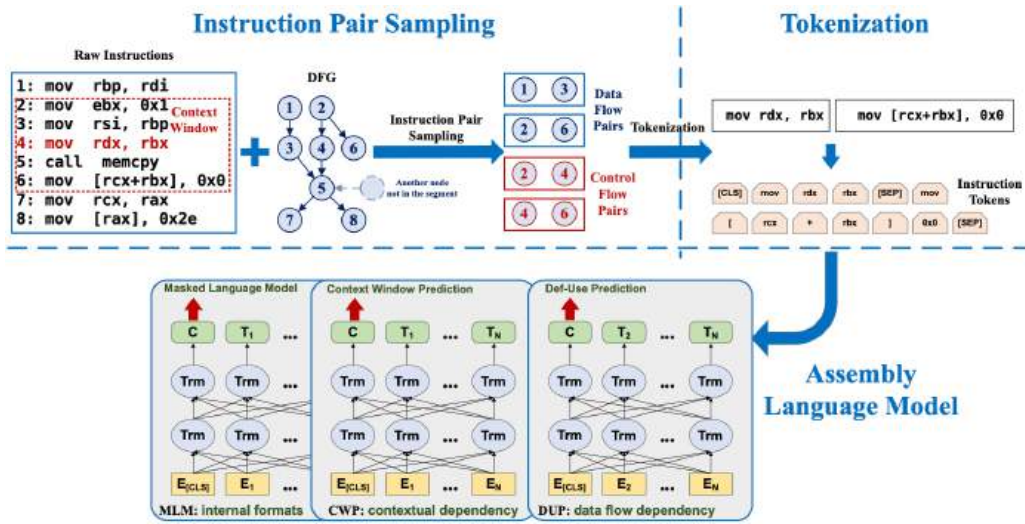 Instruction Pair Sampling
Tokenization
Raw Instructions
1: mov rbp, rdi
2: mov ebx, 0x1
3: mov rsi, rbp
4: mov rdx, rbx
5: call memcpy
6: mov [rcx+rbx], 0x0
7: mov rcx, rax
8: mov [rax], 0x2e
Context
Window
DFG
1 2
3 4 6
5
7 8
Another node
not in the segment
Instruction Pair
Sampling
1 3
2 6
Data
Flow
Pairs
2 4
4 6
Control
Flow
Pairs
Tokenization
mov rdx, rbx
mov [rcx+rbx], 0x0
[CLS] mov rdx rbx [SEP] mov
[ rcx + rbx ] 0x0 [SEP]
Instruction
Tokens
Masked Language Model
C T1 ...
Trm Trm ...
Trm Trm ...
E[CLS] E1 ...
MLM: internal formats
Context Window Prediction
C T1 ... TN
Trm Trm ... Trm
Trm Trm ... Trm
E[CLS] E1 ... EN
CWP: contextual dependency
Def-Use Prediction
C T2 ... TN
Trm Trm ... Trm
Trm Trm ... Trm
E[CLS] E2 ... EN
DUP: data flow dependency
Assembly
Language Model